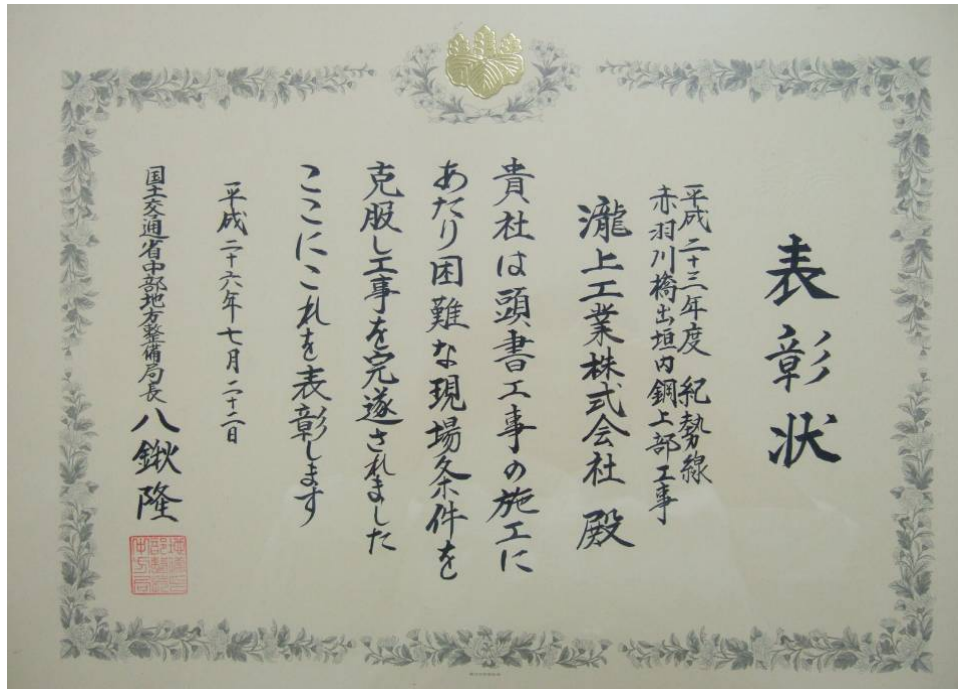 表彰状
平成二十三年度 紀勢線
赤羽川橋出垣内鋼上部工事
瀧上工業株式会社 殿
貴社は頭書工事の施工に
あたり困難な現場条件を
克服し工事を完遂されました
ここにこれを表彰します
平成二十六年七月二十二日
国土交通省中部地方整備局長 八鍬 隆